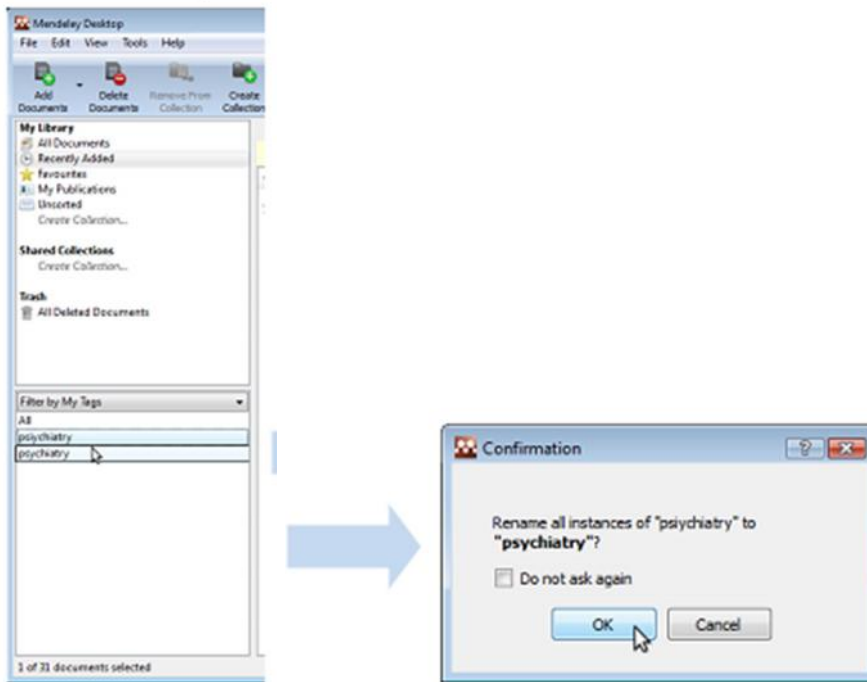 Mendeley Desktop
File Edit View Tools Help
Add Documents
Delete Documents
Remove From Collection
Create Collection
My Library
All Documents
Recently Added
Favourites
My Publications
Unsorted
Create Collection...
Shared Collections
Create Collection...
Trash
All Deleted Documents
Filter by My Tags
All
psiychiatry
psychiatry
1 of 31 documents selected
Confirmation
Rename all instances of "psiychiatry" to
"psychiatry"?
Do not ask again
OK Cancel